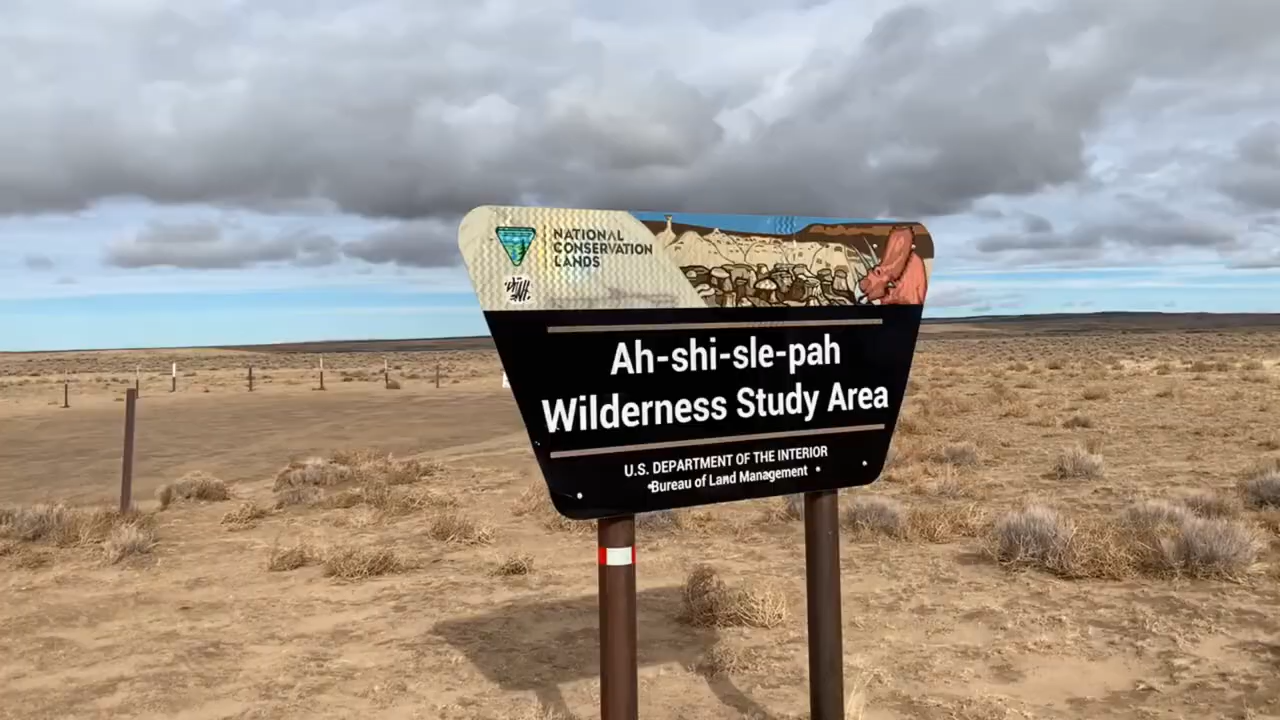 NATIONAL
CONSERVATION
LANDS
Ah-shi-sle-pah
Wilderness Study Area
U.S. DEPARTMENT OF THE INTERIOR
Bureau of Land Management